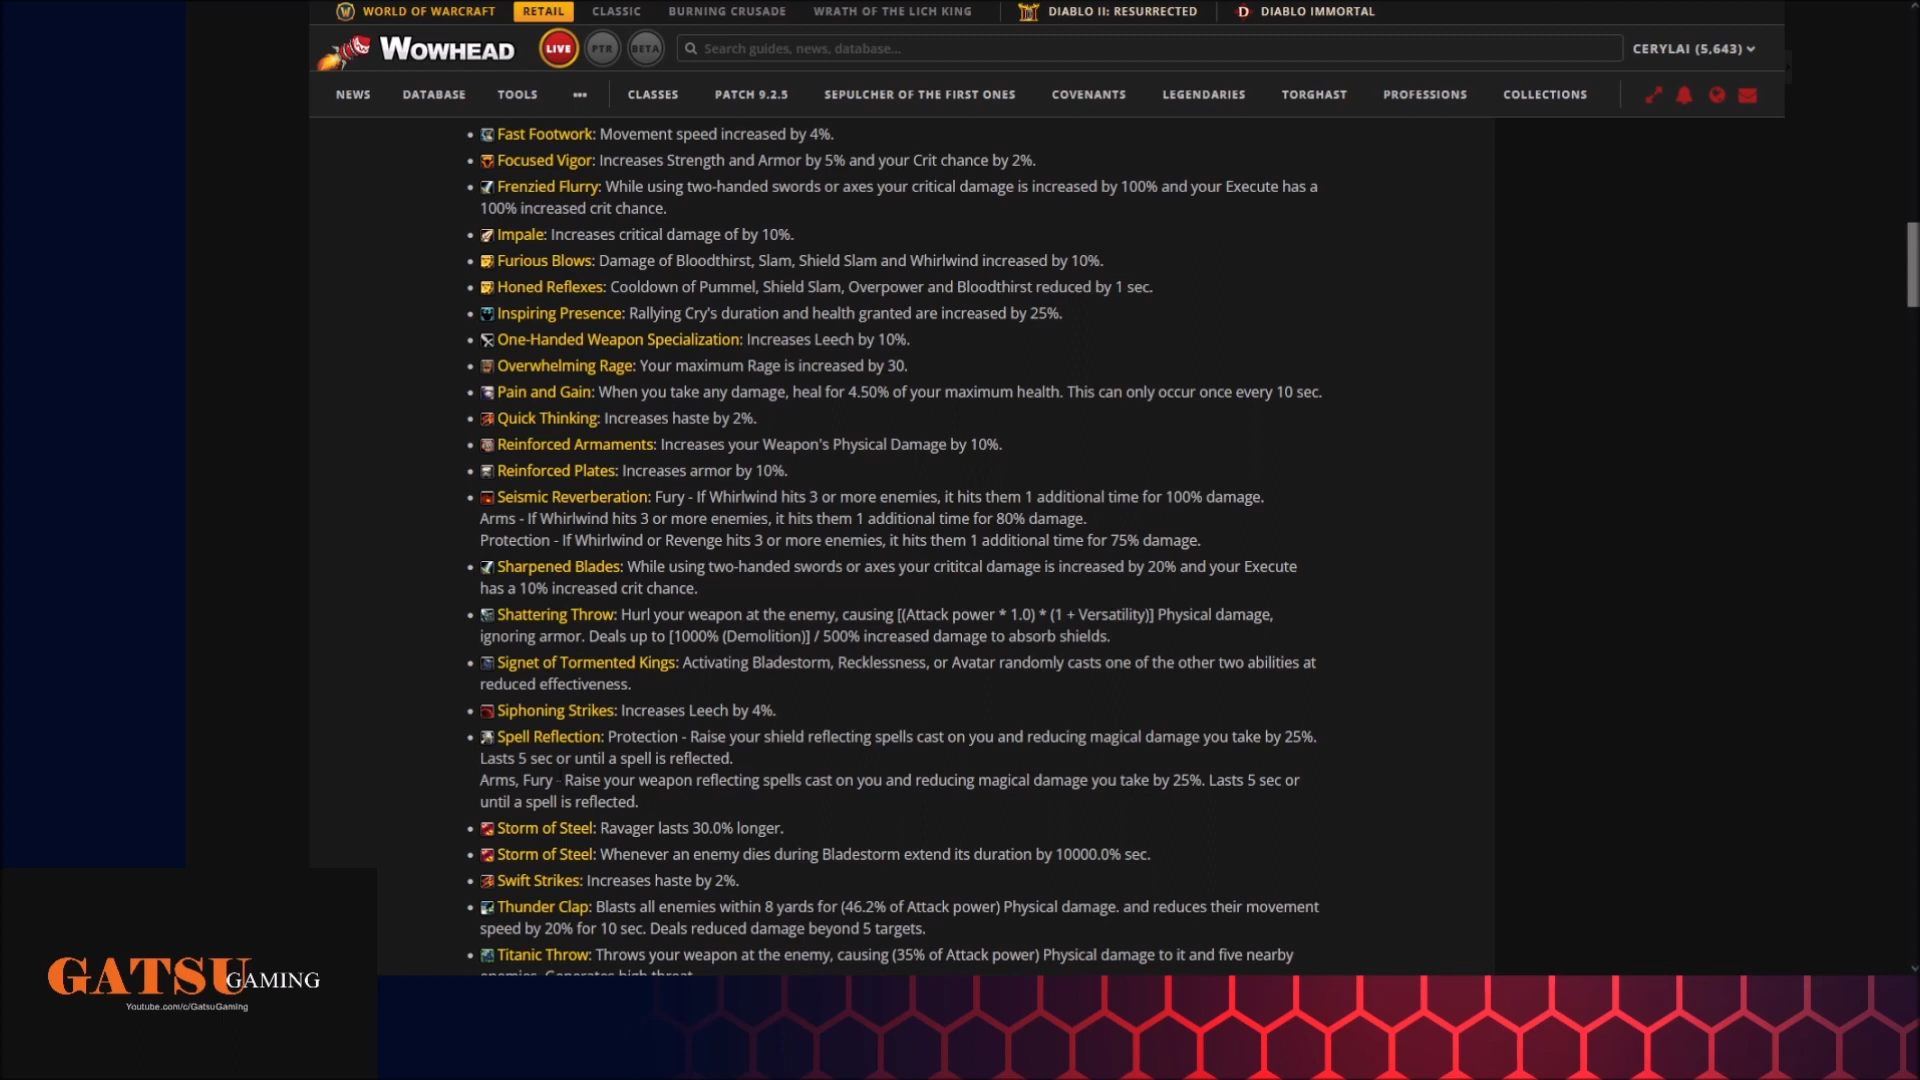 WORLD OF WARCRAFT RETAIL CLASSIC BURNING CRUSADE WRATH OF THE LICH KING DIABLO II: RESURRECTED D DIABLO IMMORTAL
WOWHEAD LIVE PTR BETA Search guides, news, database... CERYLAI (5,643)
NEWS DATABASE TOOLS ••• CLASSES PATCH 9.2.5 SEPULCHER OF THE FIRST ONES COVENANTS LEGENDARIES TORGHAST PROFESSIONS COLLECTIONS
• Fast Footwork: Movement speed increased by 4%.
• Focused Vigor: Increases Strength and Armor by 5% and your Crit chance by 2%.
• Frenzied Flurry: While using two-handed swords or axes your critical damage is increased by 100% and your Execute has a
100% increased crit chance.
• Impale: Increases critical damage of by 10%.
• Furious Blows: Damage of Bloodthirst, Slam, Shield Slam and Whirlwind increased by 10%.
• Honed Reflexes: Cooldown of Pummel, Shield Slam, Overpower and Bloodthirst reduced by 1 sec.
• Inspiring Presence: Rallying Cry's duration and health granted are increased by 25%.
• One-Handed Weapon Specialization: Increases Leech by 10%.
• Overwhelming Rage: Your maximum Rage is increased by 30.
• Pain and Gain: When you take any damage, heal for 4.50% of your maximum health. This can only occur once every 10 sec.
• Quick Thinking: Increases haste by 2%.
• Reinforced Armaments: Increases your Weapon's Physical Damage by 10%.
• Reinforced Plates: Increases armor by 10%.
• Seismic Reverberation: Fury - If Whirlwind hits 3 or more enemies, it hits them 1 additional time for 100% damage.
Arms - If Whirlwind hits 3 or more enemies, it hits them 1 additional time for 80% damage.
Protection - If Whirlwind or Revenge hits 3 or more enemies, it hits them 1 additional time for 75% damage.
• Sharpened Blades: While using two-handed swords or axes your crititcal damage is increased by 20% and your Execute
has a 10% increased crit chance.
• Shattering Throw: Hurl your weapon at the enemy, causing [(Attack power * 1.0) * (1 + Versatility)] Physical damage,
ignoring armor. Deals up to [1000% (Demolition)] / 500% increased damage to absorb shields.
• Signet of Tormented Kings: Activating Bladestorm, Recklessness, or Avatar randomly casts one of the other two abilities at
reduced effectiveness.
• Siphoning Strikes: Increases Leech by 4%.
• Spell Reflection: Protection - Raise your shield reflecting spells cast on you and reducing magical damage you take by 25%.
Lasts 5 sec or until a spell is reflected.
Arms, Fury - Raise your weapon reflecting spells cast on you and reducing magical damage you take by 25%. Lasts 5 sec or
until a spell is reflected.
• Storm of Steel: Ravager lasts 30.0% longer.
• Storm of Steel: Whenever an enemy dies during Bladestorm extend its duration by 10000.0% sec.
• Swift Strikes: Increases haste by 2%.
• Thunder Clap: Blasts all enemies within 8 yards for (46.2% of Attack power) Physical damage. and reduces their movement
speed by 20% for 10 sec. Deals reduced damage beyond 5 targets.
• Titanic Throw: Throws your weapon at the enemy, causing (35% of Attack power) Physical damage to it and five nearby
enemies. Generates high threat.
GATSU GAMING
Youtube.com/c/GatsuGaming